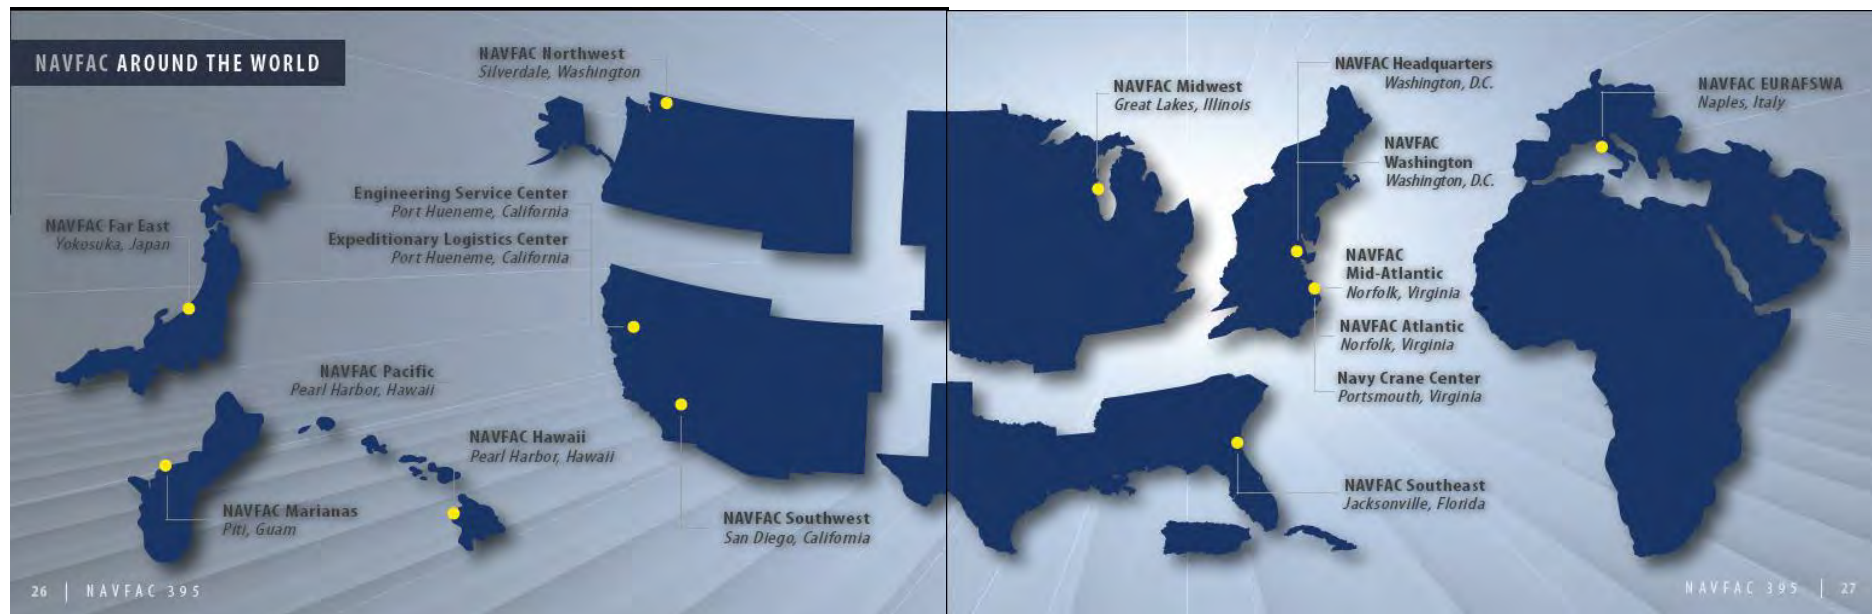 NAVFAC AROUND THE WORLD
NAVFAC Northwest
Silverdale, Washington
Engineering Service Center
Port Hueneme, California
Expeditionary Logistics Center
Port Hueneme, California
NAVFAC Far East
Yokosuka, Japan
NAVFAC Pacific
Pearl Harbor, Hawaii
NAVFAC Hawaii
Pearl Harbor, Hawaii
NAVFAC Marianas
Piti, Guam
NAVFAC Southwest
San Diego, California
26 | NAVFAC 395
NAVFAC Midwest
Great Lakes, Illinois
NAVFAC Headquarters
Washington, D.C.
NAVFAC
Washington
Washington, D.C.
NAVFAC
Mid-Atlantic
Norfolk, Virginia
NAVFAC Atlantic
Norfolk, Virginia
Navy Crane Center
Portsmouth, Virginia
NAVFAC Southeast
Jacksonville, Florida
NAVFAC EURAFSWA
Naples, Italy
NAVFAC 395 | 27